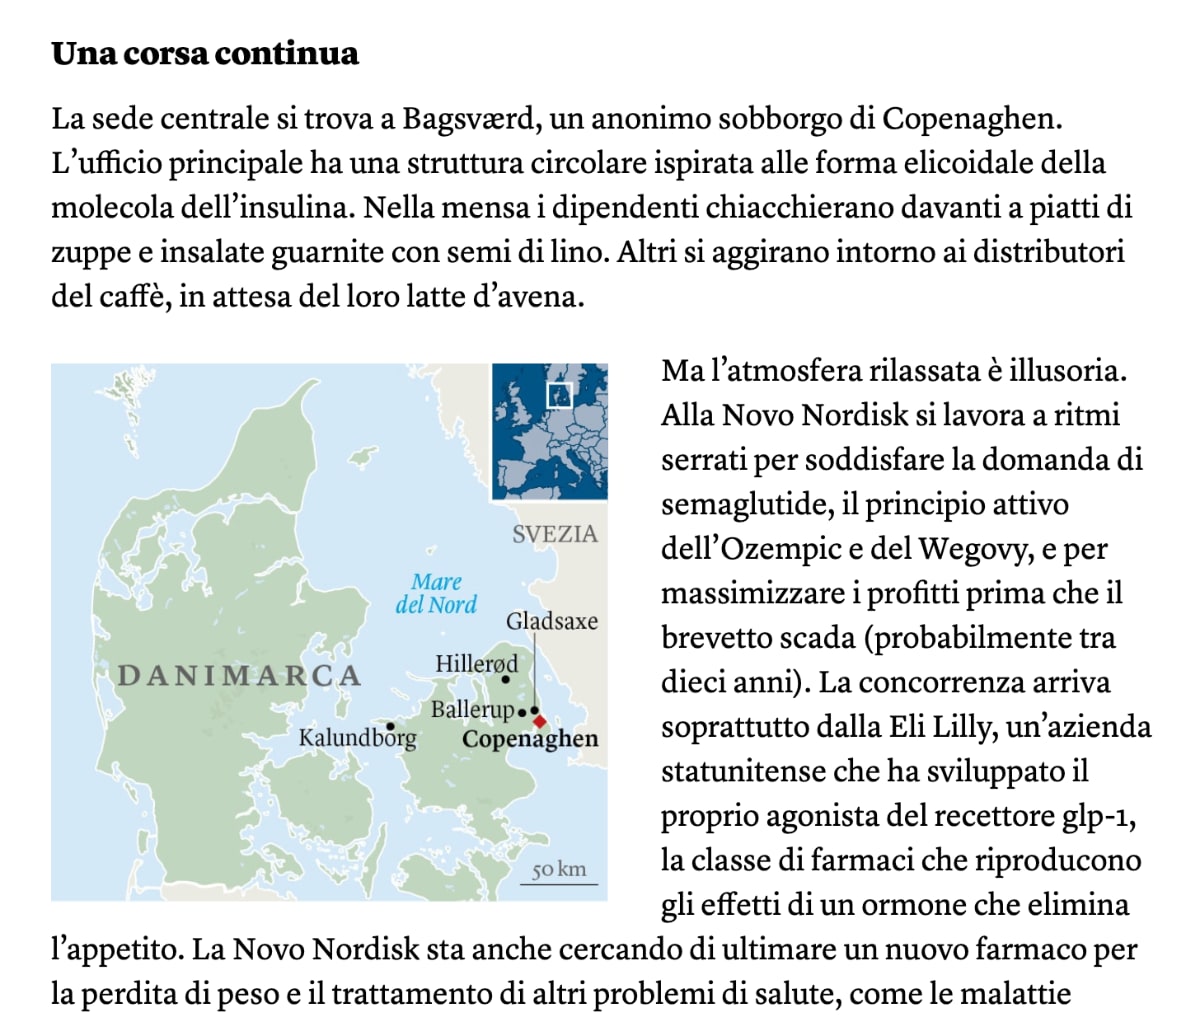 Una corsa continua
La sede centrale si trova a Bagsværd, un anonimo sobborgo di Copenaghen.
L’ufficio principale ha una struttura circolare ispirata alle forma elicoidale della
molecola dell’insulina. Nella mensa i dipendenti chiacchierano davanti a piatti di
zuppe e insalate guarnite con semi di lino. Altri si aggirano intorno ai distributori
del caffè, in attesa del loro latte d’avena.
SVEZIA
Mare
del Nord
Gladsaxe
Hillerød
DANIMARCA
Ballerup
Kalundborg
Copenaghen
50 km
Ma l’atmosfera rilassata è illusoria.
Alla Novo Nordisk si lavora a ritmi
serrati per soddisfare la domanda di
semaglutide, il principio attivo
dell’Ozempic e del Wegovy, e per
massimizzare i profitti prima che il
brevetto scada (probabilmente tra
dieci anni). La concorrenza arriva
soprattutto dalla Eli Lilly, un’azienda
statunitense che ha sviluppato il
proprio agonista del recettore glp-1,
la classe di farmaci che riproducono
gli effetti di un ormone che elimina
l’appetito. La Novo Nordisk sta anche cercando di ultimare un nuovo farmaco per
la perdita di peso e il trattamento di altri problemi di salute, come le malattie